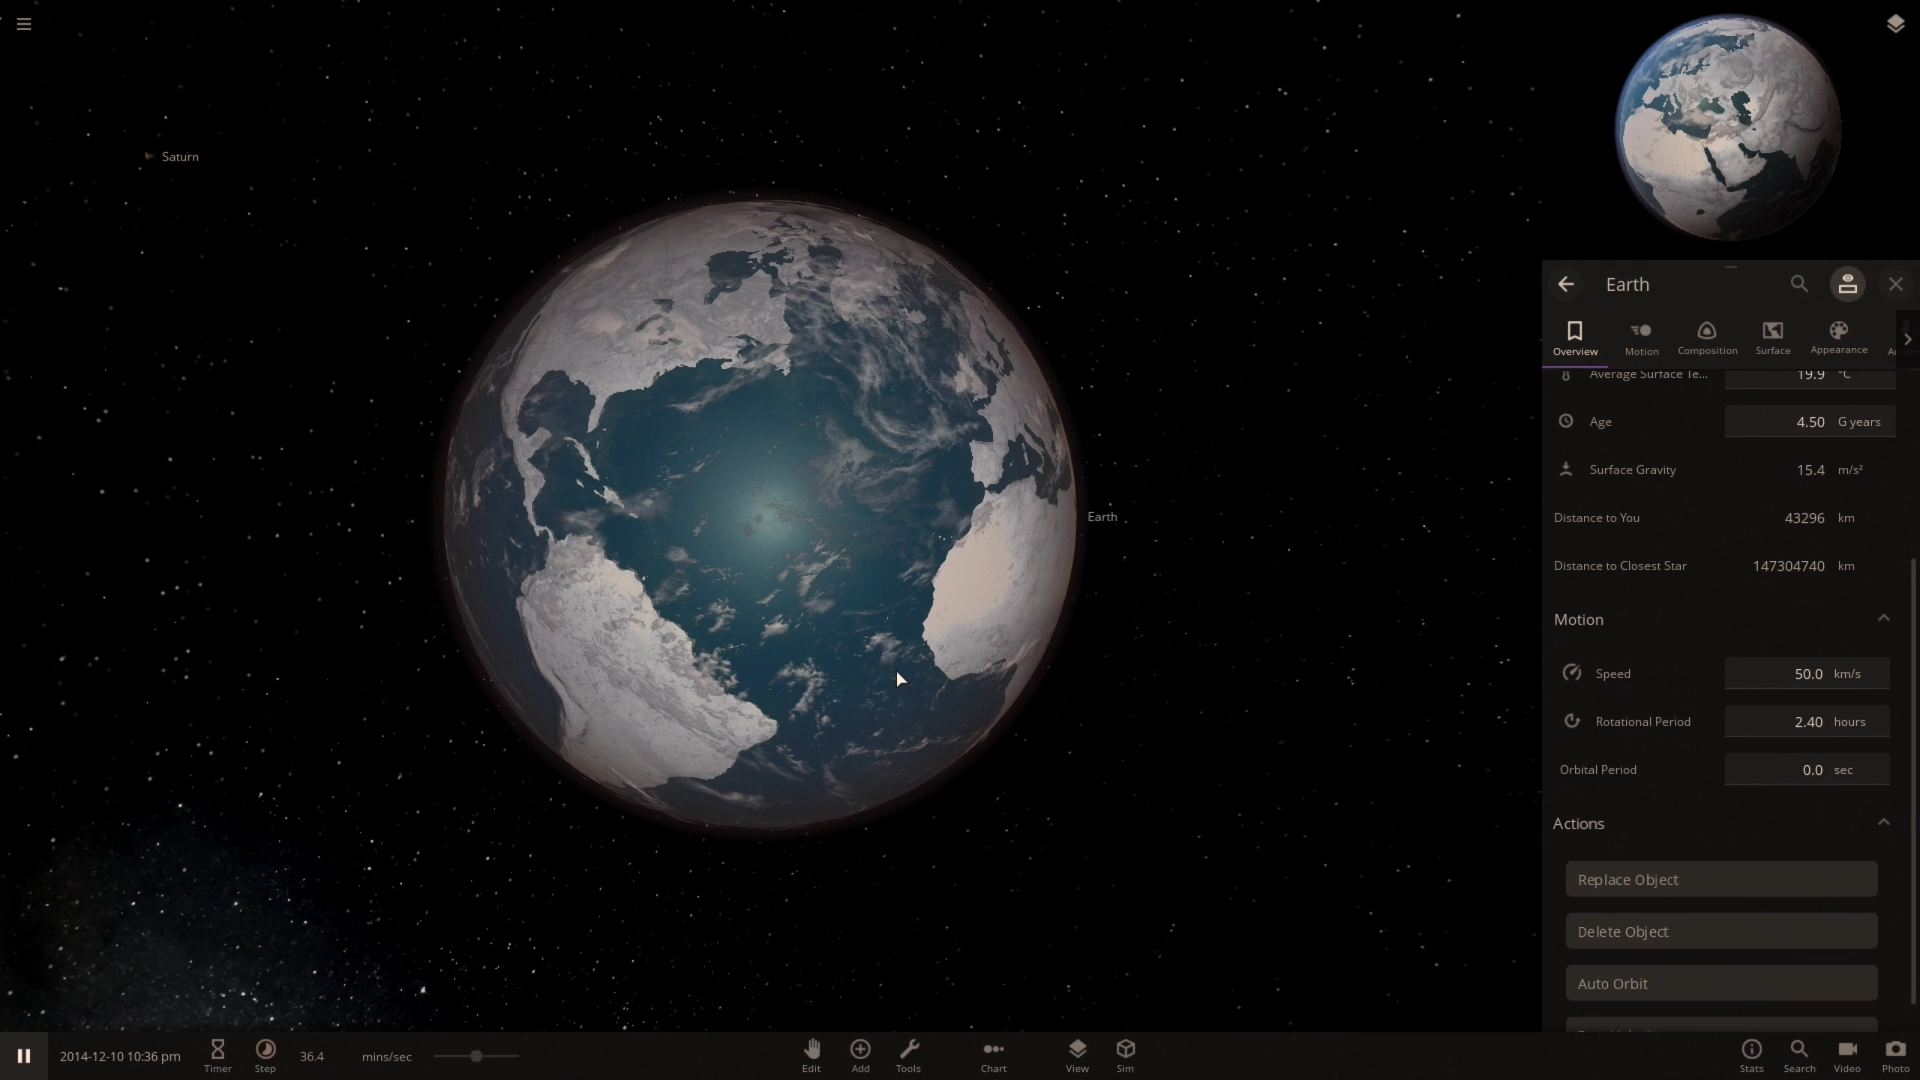 Saturn
Earth
Earth
Overview
Motion
Composition
Surface
Appearance
Average Surface Te... 19.9 °C
Age 4.50 G years
Surface Gravity 15.4 m/s²
Distance to You 43296 km
Distance to Closest Star 147304740 km
Motion
Speed 50.0 km/s
Rotational Period 2.40 hours
Orbital Period 0.0 sec
Actions
Replace Object
Delete Object
Auto Orbit
2014-12-10 10:36 pm
Timer
Step
36.4 mins/sec
Edit
Add
Tools
Chart
View
Sim
Stats
Search
Video
Photo